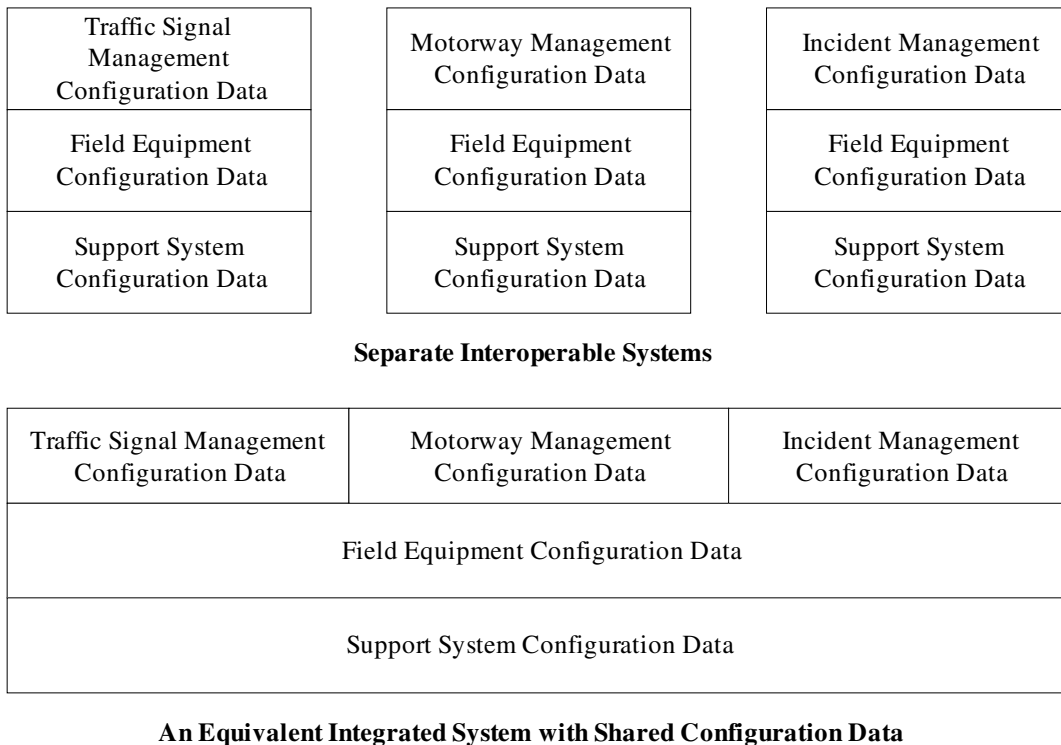 Traffic Signal
Management
Configuration Data
Field Equipment
Configuration Data
Support System
Configuration Data
Motorway Management
Configuration Data
Field Equipment
Configuration Data
Support System
Configuration Data
Incident Management
Configuration Data
Field Equipment
Configuration Data
Support System
Configuration Data
Separate Interoperable Systems
Traffic Signal Management
Configuration Data
Motorway Management
Configuration Data
Incident Management
Configuration Data
Field Equipment Configuration Data
Support System Configuration Data
An Equivalent Integrated System with Shared Configuration Data